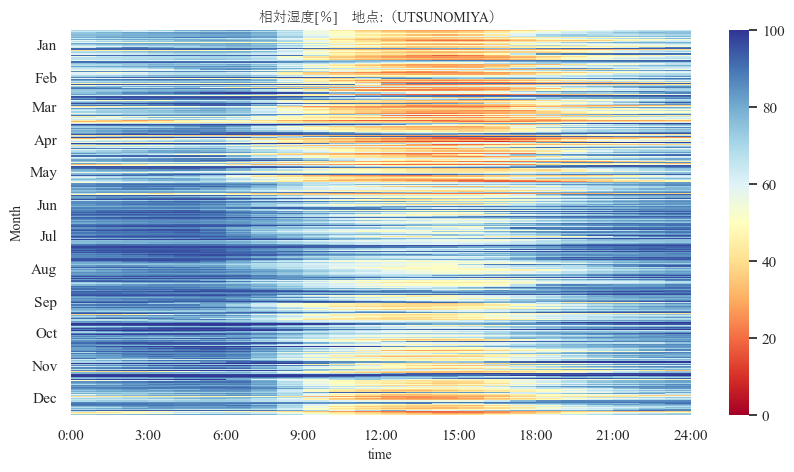 相対湿度[％]　地点:（UTSUNOMIYA）
Month
Jan
Feb
Mar
Apr
May
Jun
Jul
Aug
Sep
Oct
Nov
Dec
0:00 3:00 6:00 9:00 12:00 15:00 18:00 21:00 24:00
time
100
80
60
40
20
0